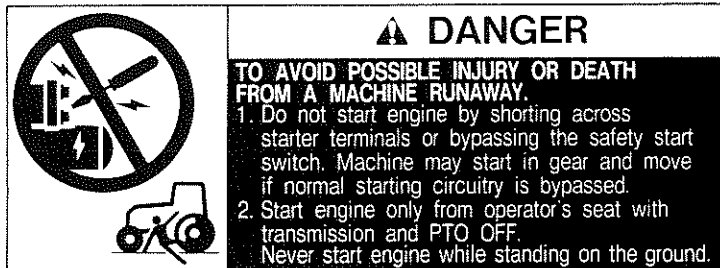 DANGER
TO AVOID POSSIBLE INJURY OR DEATH
FROM A MACHINE RUNAWAY.
1. Do not start engine by shorting across
starter terminals or bypassing the safety start
switch. Machine may start in gear and move
if normal starting circuitry is bypassed.
2. Start engine only from operator's seat with
transmission and PTO OFF.
Never start engine while standing on the ground.